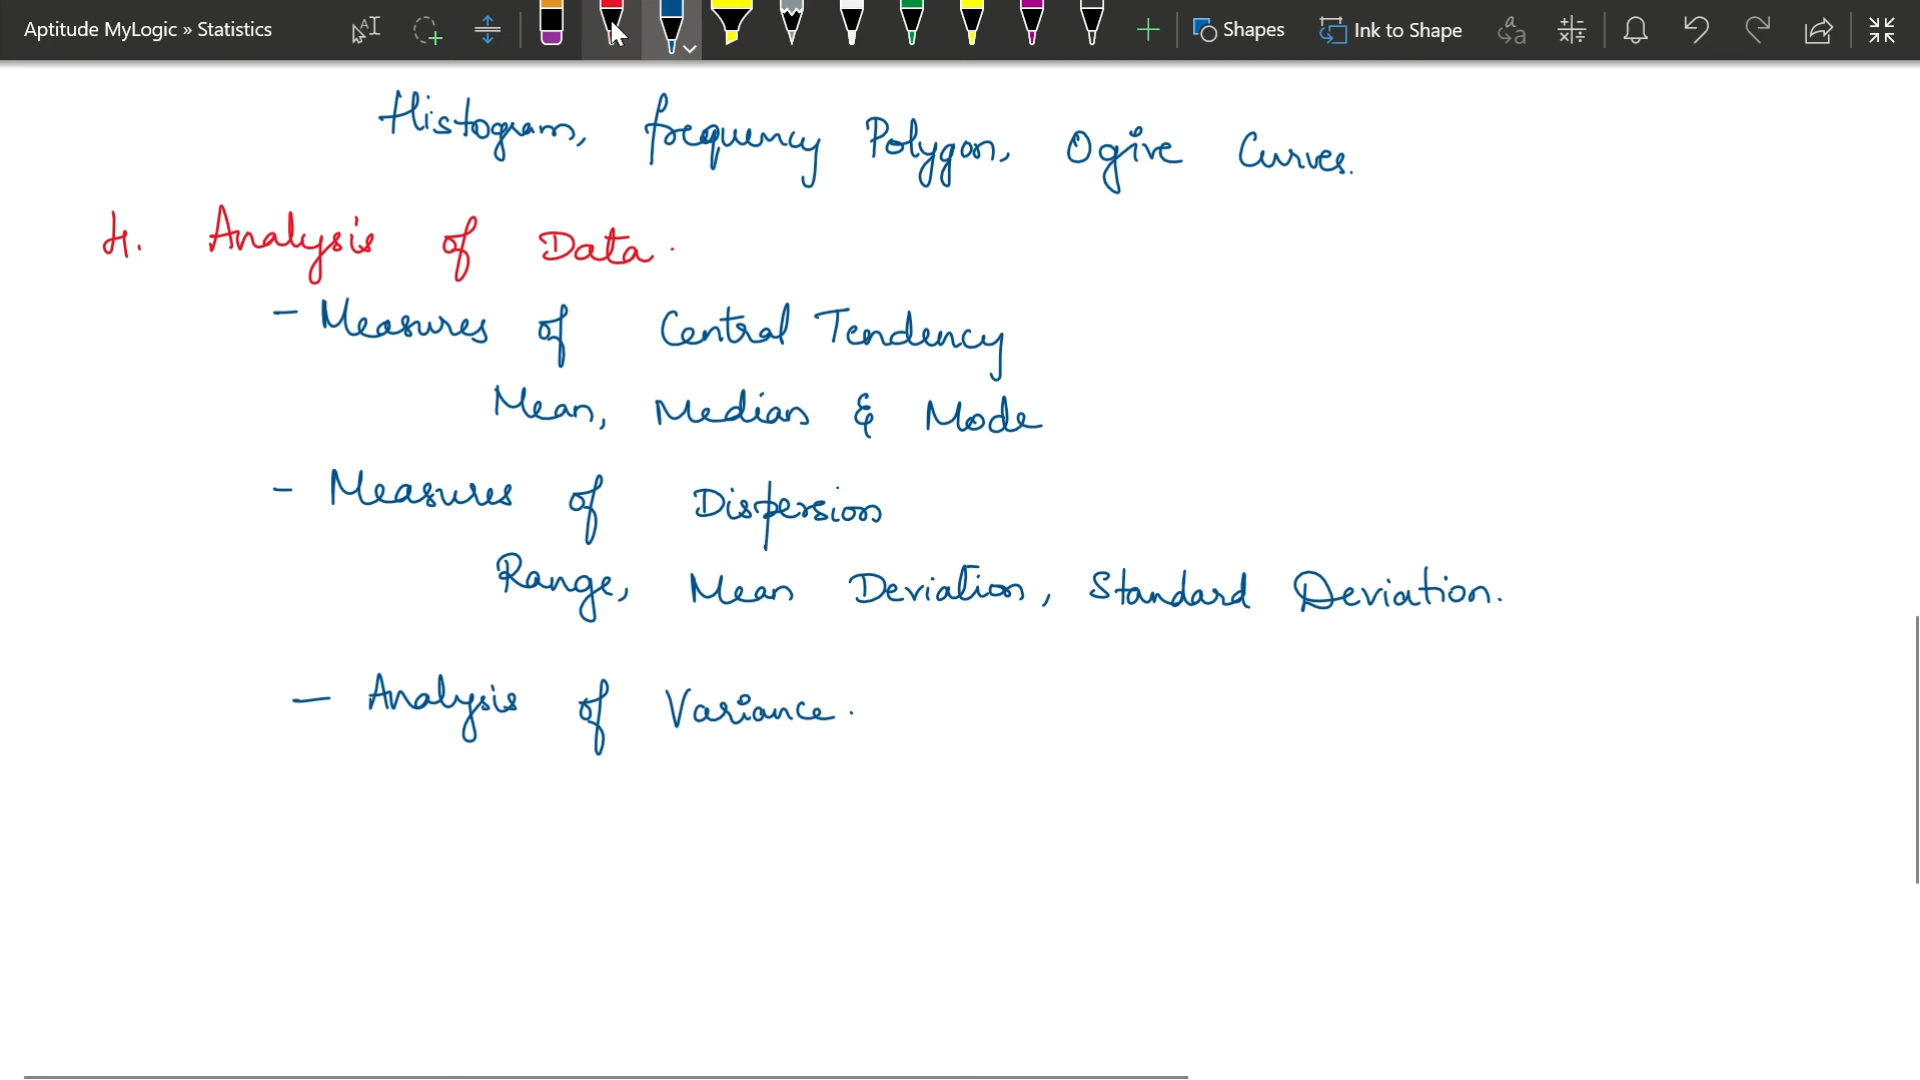 Aptitude MyLogic » Statistics Shapes Ink to Shape
Histogram, frequency Polygon, Ogive Curves.
4. Analysis of Data.
- Measures of Central Tendency
Mean, Median & Mode
- Measures of Dispersion
Range, Mean Deviation, Standard Deviation.
- Analysis of Variance.